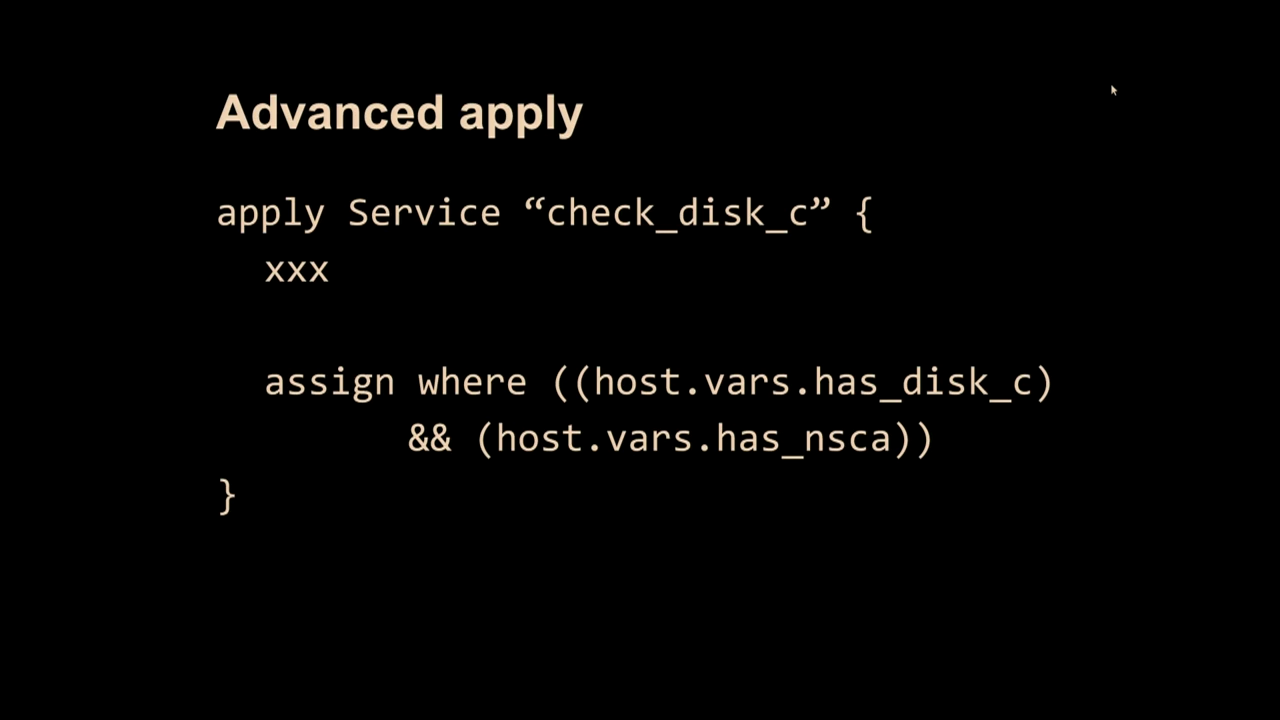 Advanced apply
apply Service “check_disk_c” {
xxx
assign where ((host.vars.has_disk_c)
&& (host.vars.has_nsca))
}